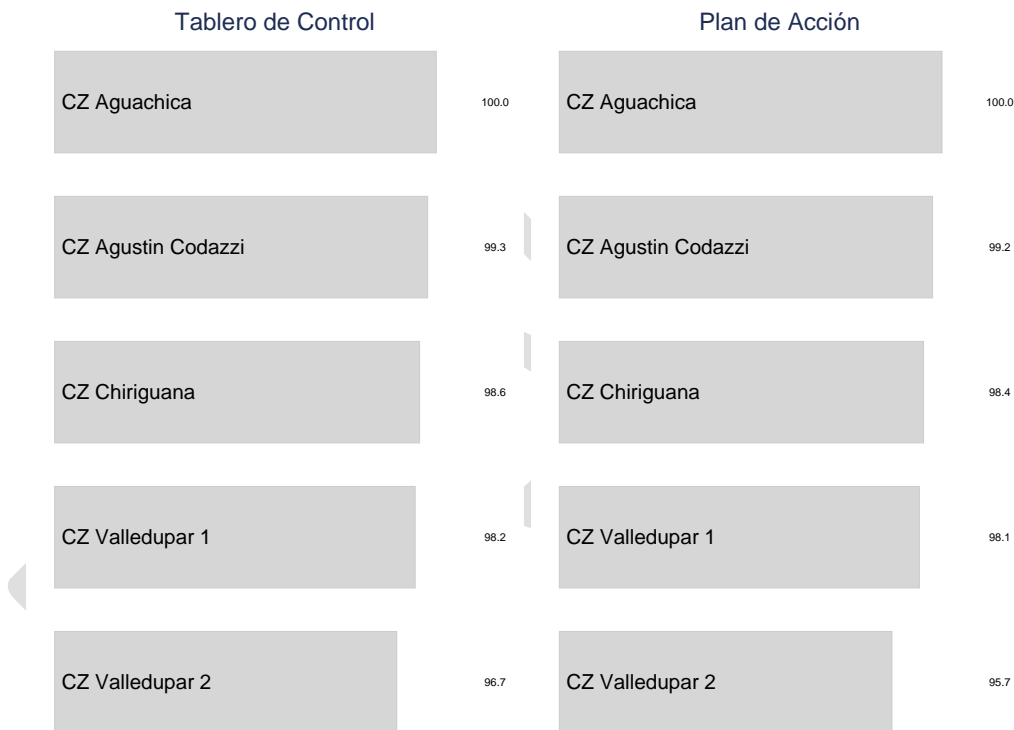 Tablero de Control
CZ Aguachica 100.0
CZ Agustin Codazzi 99.3
CZ Chiriguana 98.6
CZ Valledupar 1 98.2
CZ Valledupar 2 96.7
Plan de Acción
CZ Aguachica 100.0
CZ Agustin Codazzi 99.2
CZ Chiriguana 98.4
CZ Valledupar 1 98.1
CZ Valledupar 2 95.7